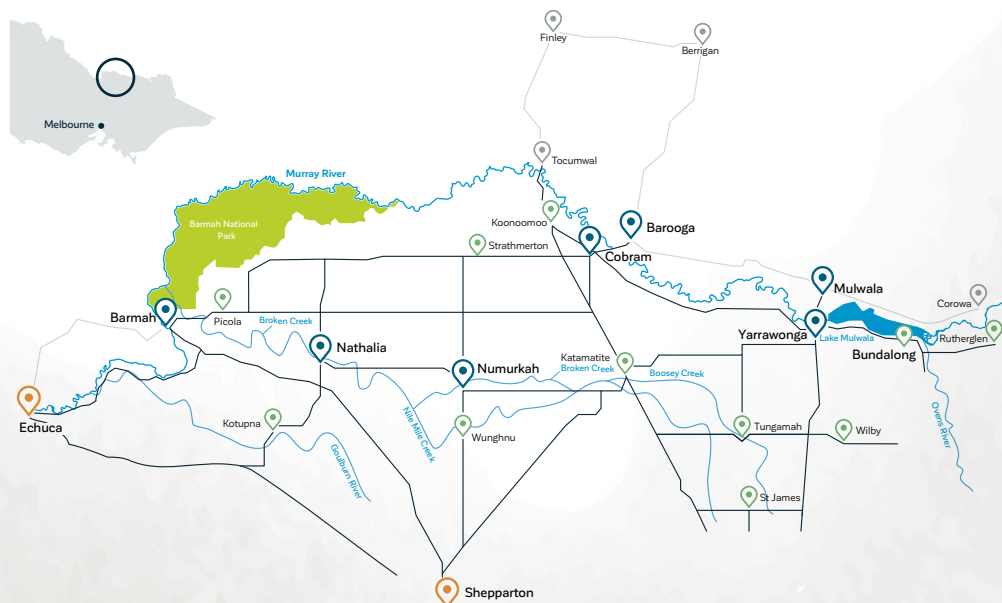 Finley
Berrigan
Melbourne
Tocumwal
Murray River
Barmah National
Park
Koonoomoo
Barooga
Strathmerton
Cobram
Mulwala
Corowa
Barmah
Picola
Broken Creek
Yarrawonga
Lake Mulwala
Rutherglen
Nathalia
Bundalong
Numurkah
Katamatite
Broken Creek
Boosey Creek
Echuca
Kotupna
Nile Mile Creek
Wunghnu
Tungamah
Wilby
Ovens River
Goulburn River
St James
Shepparton